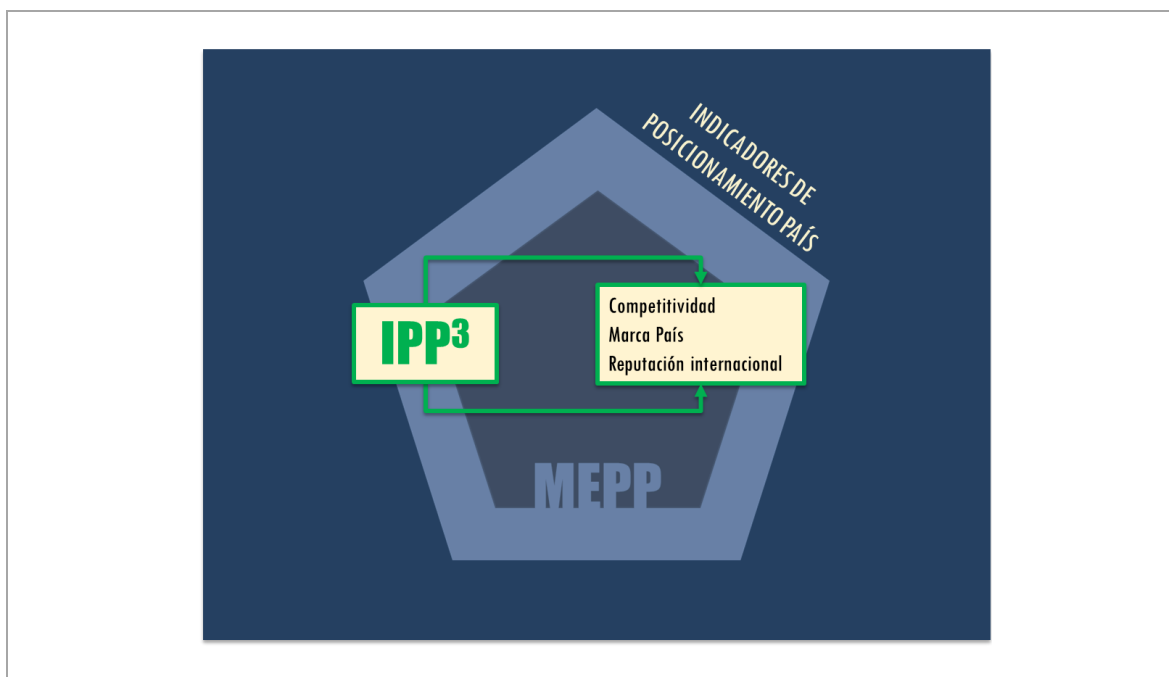 INDICADORES DE
POSICIONAMIENTO PAÍS
IPP³
Competitividad
Marca País
Reputación internacional
MEPP